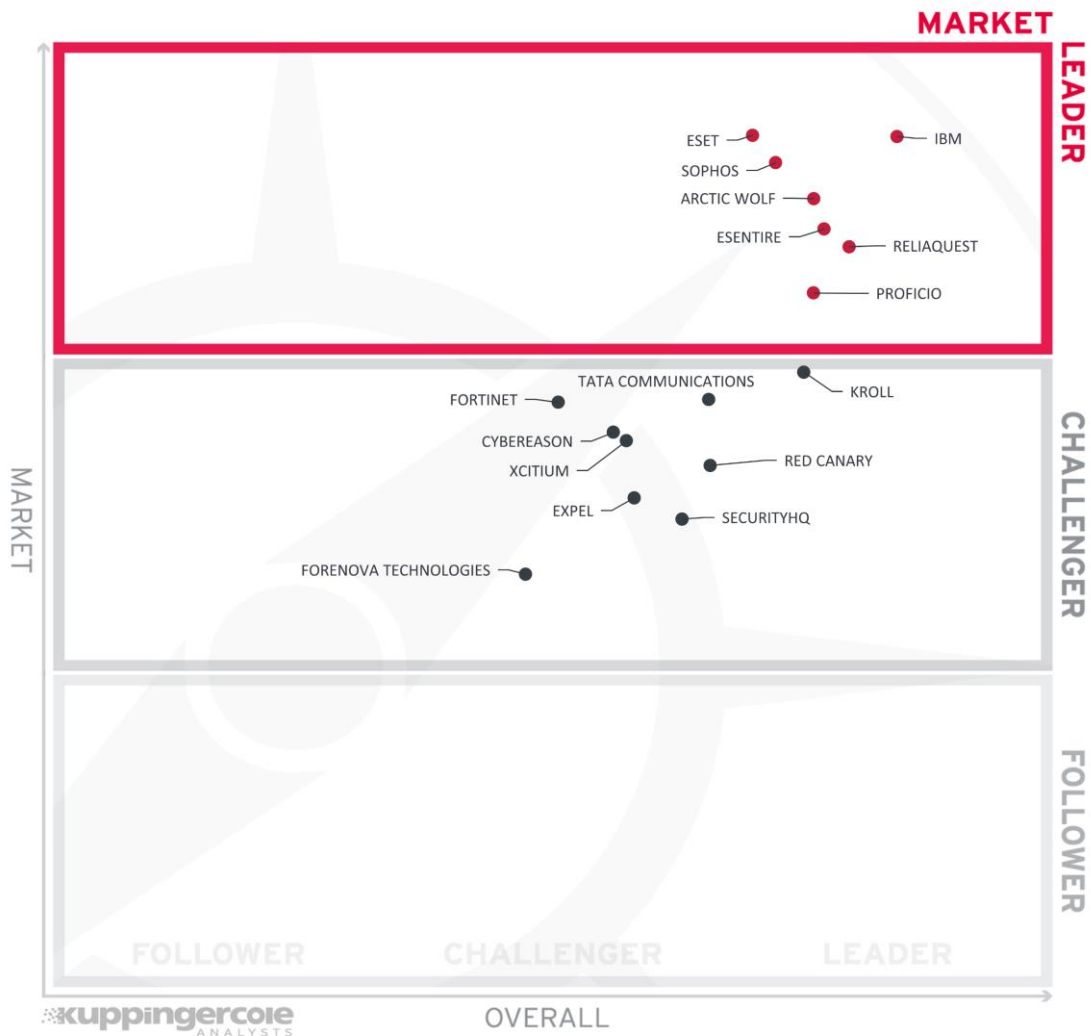 MARKET
LEADER
ESET
IBM
SOPHOS
ARCTIC WOLF
ESENTIRE
RELIAQUEST
PROFICIO
TATA COMMUNICATIONS
KROLL
FORTINET
CYBEREASON
XCITIUM
RED CANARY
EXPEL
SECURITYHQ
FORENOVA TECHNOLOGIES
CHALLENGER
MARKET
FOLLOWER
FOLLOWER CHALLENGER LEADER
kuppingercole
ANALYSTS
OVERALL